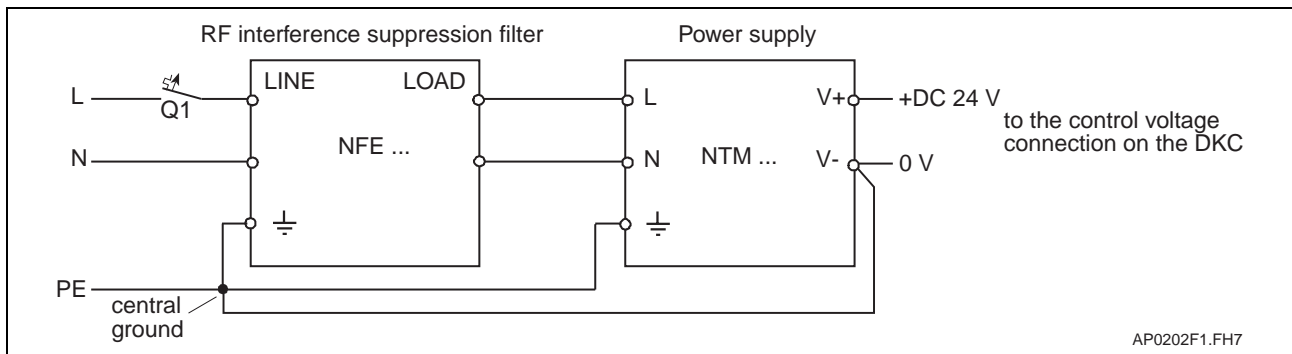 RF interference suppression filter
Power supply
LINE
LOAD
L
Q1
L
V+
+DC 24 V
to the control voltage
connection on the DKC
N
NFE ...
N
NTM ...
V-
0 V
PE
central
ground
AP0202F1.FH7